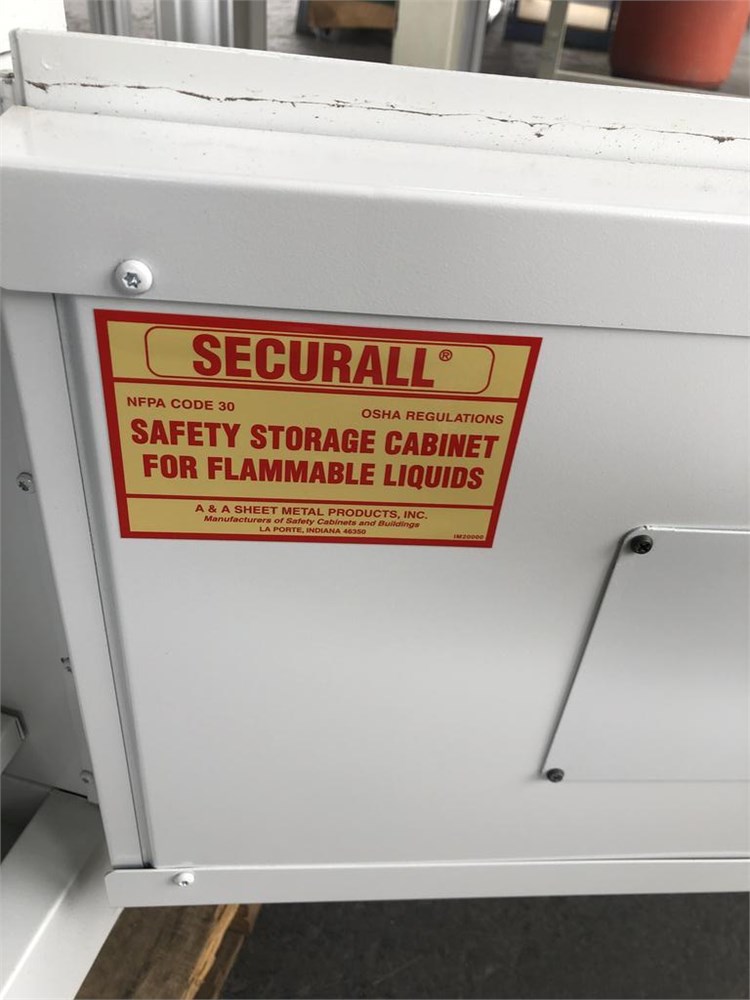 SECURALL®
NFPA CODE 30 OSHA REGULATIONS
SAFETY STORAGE CABINET
FOR FLAMMABLE LIQUIDS
A & A SHEET METAL PRODUCTS, INC.
Manufacturers of Safety Cabinets and Buildings
LA PORTE, INDIANA 46350
IM20000